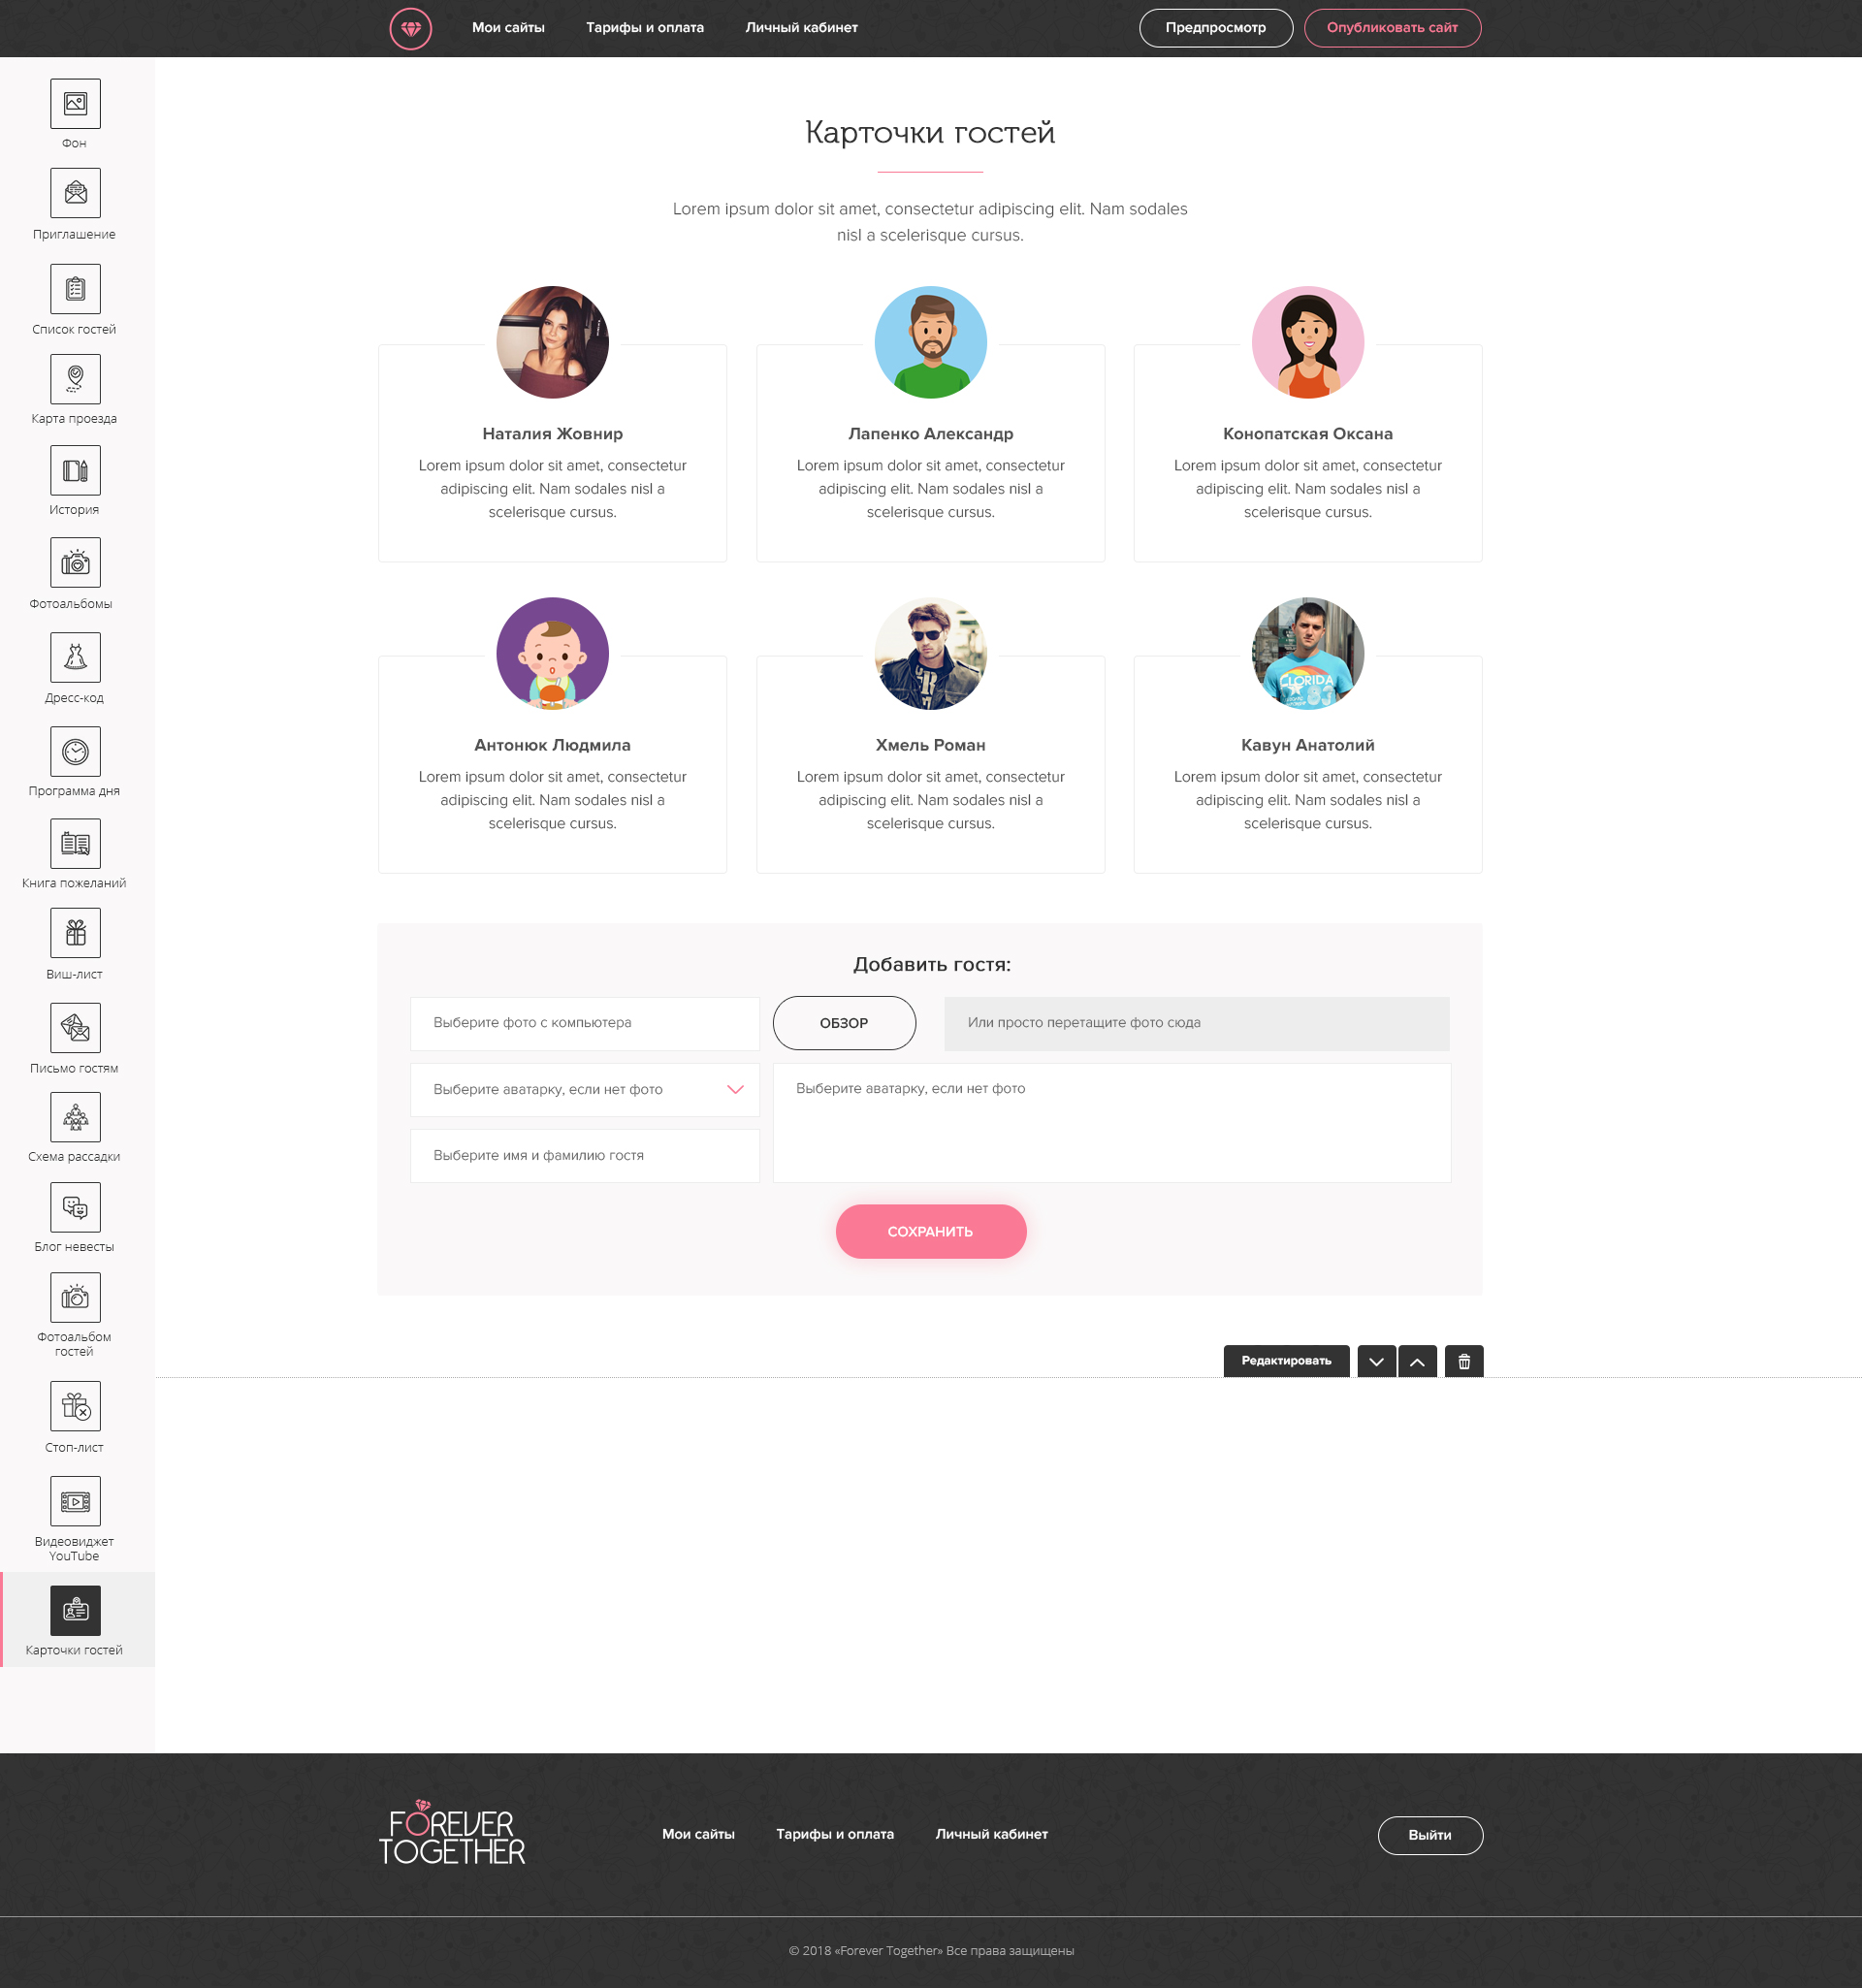 Мои сайты
Тарифы и оплата
Личный кабинет
Предпросмотр
Опубликовать сайт
Фон
Приглашение
Список гостей
Карта проезда
История
Фотоальбомы
Дресс-код
Программа дня
Книга пожеланий
Виш-лист
Письмо гостям
Схема рассадки
Блог невесты
Фотоальбом
гостей
Стоп-лист
Видеовиджет
YouTube
Карточки гостей
Карточки гостей
Lorem ipsum dolor sit amet, consectetur adipiscing elit. Nam sodales
nisl a scelerisque cursus.
Наталия Жовнир
Lorem ipsum dolor sit amet, consectetur
adipiscing elit. Nam sodales nisl a
scelerisque cursus.
Лапенко Александр
Lorem ipsum dolor sit amet, consectetur
adipiscing elit. Nam sodales nisl a
scelerisque cursus.
Конопатская Оксана
Lorem ipsum dolor sit amet, consectetur
adipiscing elit. Nam sodales nisl a
scelerisque cursus.
Антонюк Людмила
Lorem ipsum dolor sit amet, consectetur
adipiscing elit. Nam sodales nisl a
scelerisque cursus.
Хмель Роман
Lorem ipsum dolor sit amet, consectetur
adipiscing elit. Nam sodales nisl a
scelerisque cursus.
FLORIDA
83
Кавун Анатолий
Lorem ipsum dolor sit amet, consectetur
adipiscing elit. Nam sodales nisl a
scelerisque cursus.
Добавить гостя:
Выберите фото с компьютера
ОБЗОР
Или просто перетащите фото сюда
Выберите аватарку, если нет фото
Выберите аватарку, если нет фото
Выберите имя и фамилию гостя
СОХРАНИТЬ
Редактировать
FOREVER
TOGETHER
Мои сайты
Тарифы и оплата
Личный кабинет
Выйти
© 2018 «Forever Together» Все права защищены